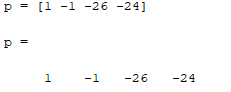 p = [1 -1 -26 -24]
p =
1 -1 -26 -24